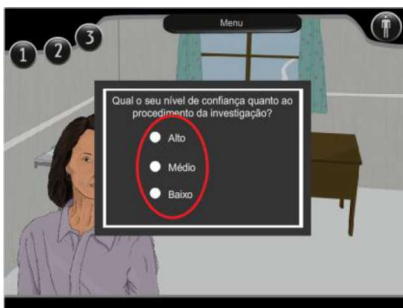 Menu
1 2 3
Qual o seu nível de confiança quanto ao
procedimento da investigação?
Alto
Médio
Baixo